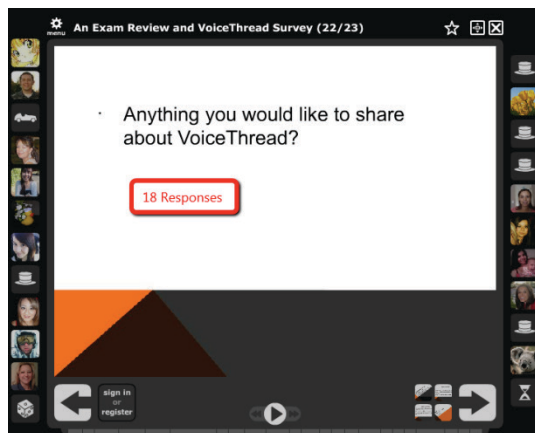 menu
An Exam Review and VoiceThread Survey (22/23)
· Anything you would like to share
about VoiceThread?
18 Responses
sign in
or
register